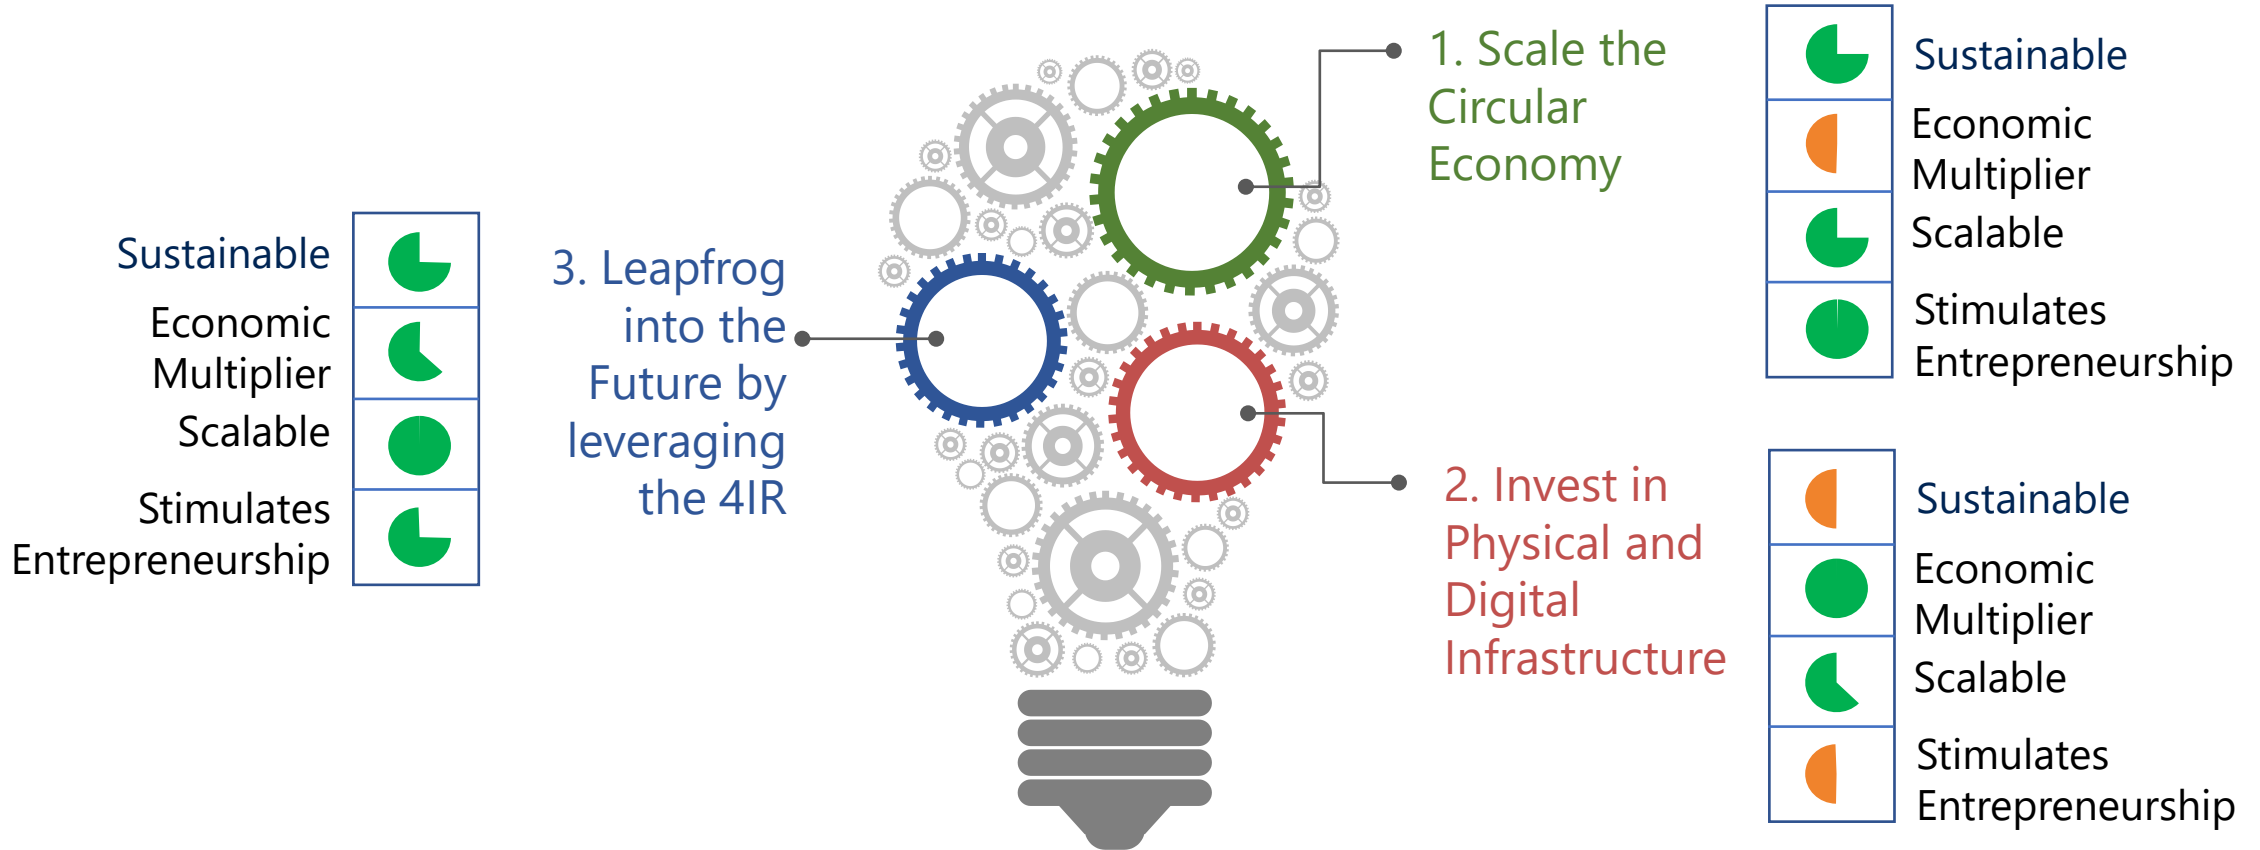 1. Scale the
Circular
Economy
Sustainable
Economic
Multiplier
Scalable
Stimulates
Entrepreneurship
2. Invest in
Physical and
Digital
Infrastructure
Sustainable
Economic
Multiplier
Scalable
Stimulates
Entrepreneurship
3. Leapfrog
into the
Future by
leveraging
the 4IR
Sustainable
Economic
Multiplier
Scalable
Stimulates
Entrepreneurship